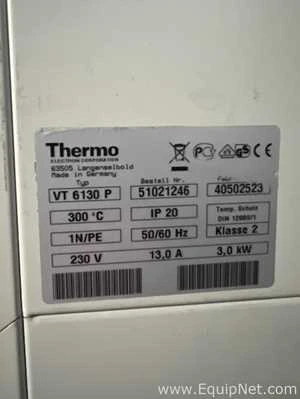 Thermo
ELECTRON CORPORATION
63505 Langenselbold
Made in Germany
Typ Bestell Nr. Fabr.
VT 6130 P 51021246 40502523
300 °C IP 20 Temp. Schutz
DIN 12880/1
1N/PE 50/60 Hz Klasse 2
230 V 13,0 A 3,0 kW
www.EquipNet.com